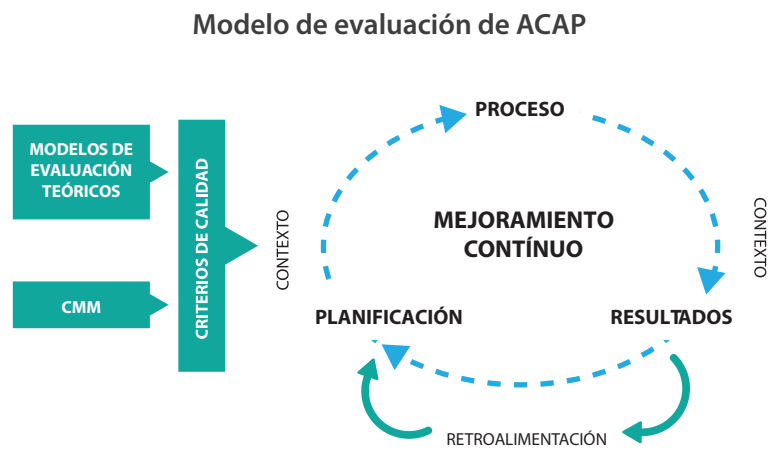 Modelo de evaluación de ACAP
MODELOS DE
EVALUACIÓN
TEÓRICOS
CMM
CRITERIOS DE CALIDAD
CONTEXTO
PROCESO
MEJORAMIENTO
CONTÍNUO
PLANIFICACIÓN
RESULTADOS
CONTEXTO
RETROALIMENTACIÓN